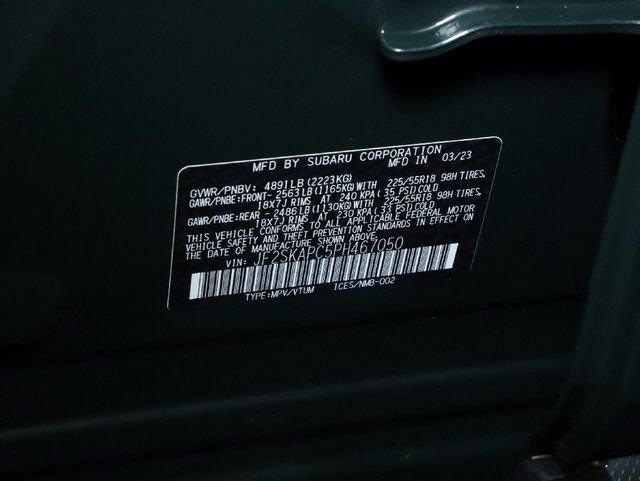 MFD BY SUBARU CORPORATION MFD IN 03/23
GVWR/PNBV: 4891LB(2223KG)
GAWR/PNBE:FRONT- 2563LB(1165KG)WITH 225/55R18 98H TIRES,
18X7J RIMS AT 240 KPA (35 PSI)COLD
GAWR/PNBE:REAR - 2486LB(1130KG)WITH 225/55R18 98H TIRES,
18X7J RIMS AT 230 KPA (33 PSI)COLD
THIS VEHICLE CONFORMS TO ALL APPLICABLE FEDERAL MOTOR
VEHICLE SAFETY AND THEFT PREVENTION STANDARDS IN EFFECT ON
THE DATE OF MANUFACTURE SHOWN ABOVE.
VIN: JF2SKAPC5PH467050
TYPE:MPV/VTUM ICES/NMB-002